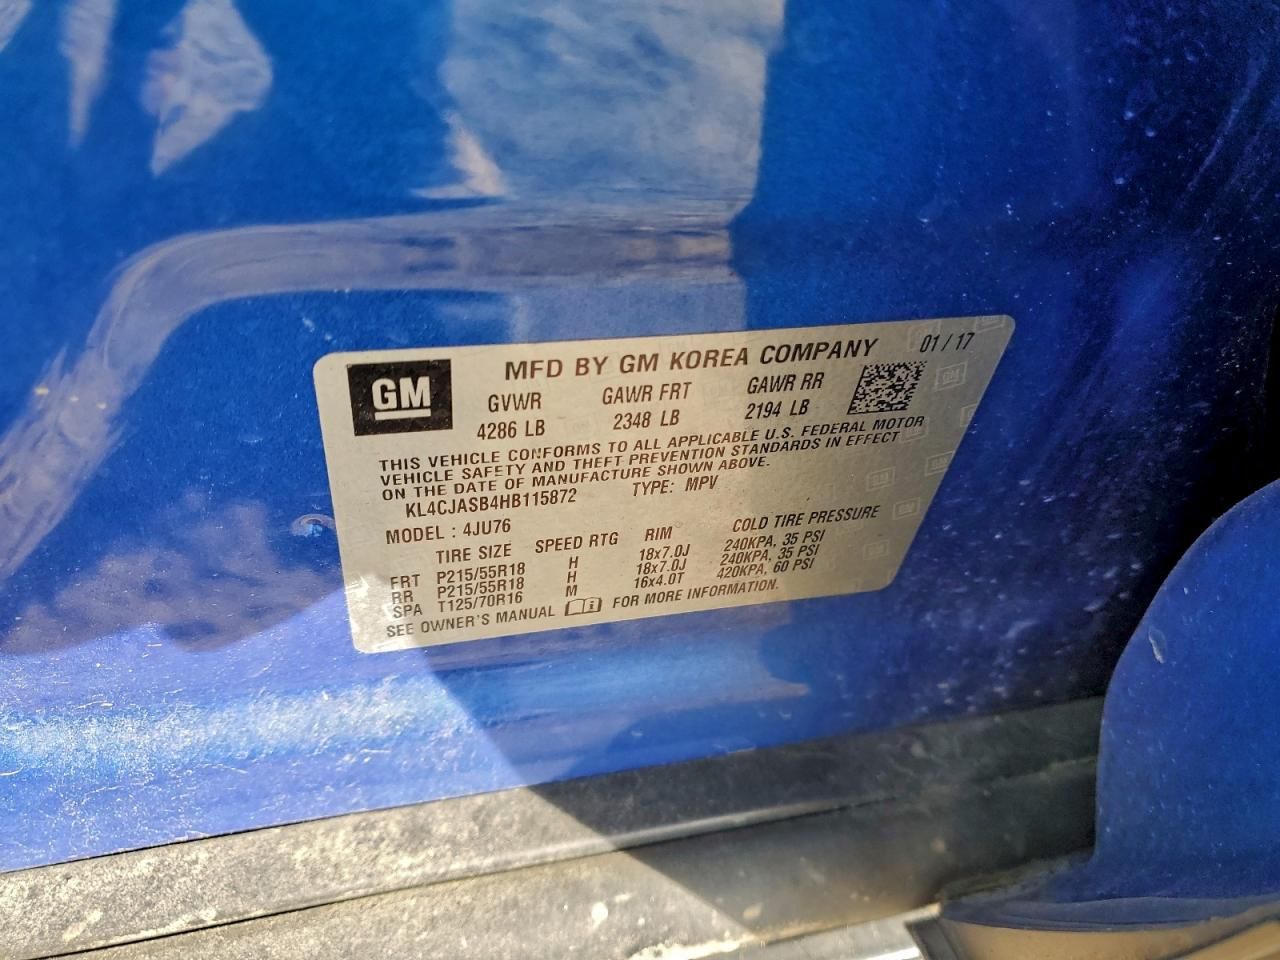 MFD BY GM KOREA COMPANY 01 / 17
GM
GVWR GAWR FRT GAWR RR
4286 LB 2348 LB 2194 LB
THIS VEHICLE CONFORMS TO ALL APPLICABLE U.S. FEDERAL MOTOR
VEHICLE SAFETY AND THEFT PREVENTION STANDARDS IN EFFECT
ON THE DATE OF MANUFACTURE SHOWN ABOVE.
KL4CJASB4HB115872 TYPE: MPV
MODEL : 4JU76
TIRE SIZE SPEED RTG RIM COLD TIRE PRESSURE
FRT P215/55R18 H 18x7.0J 240KPA, 35 PSI
RR P215/55R18 H 18x7.0J 240KPA, 35 PSI
SPA T125/70R16 M 16x4.0T 420KPA, 60 PSI
SEE OWNER'S MANUAL FOR MORE INFORMATION.